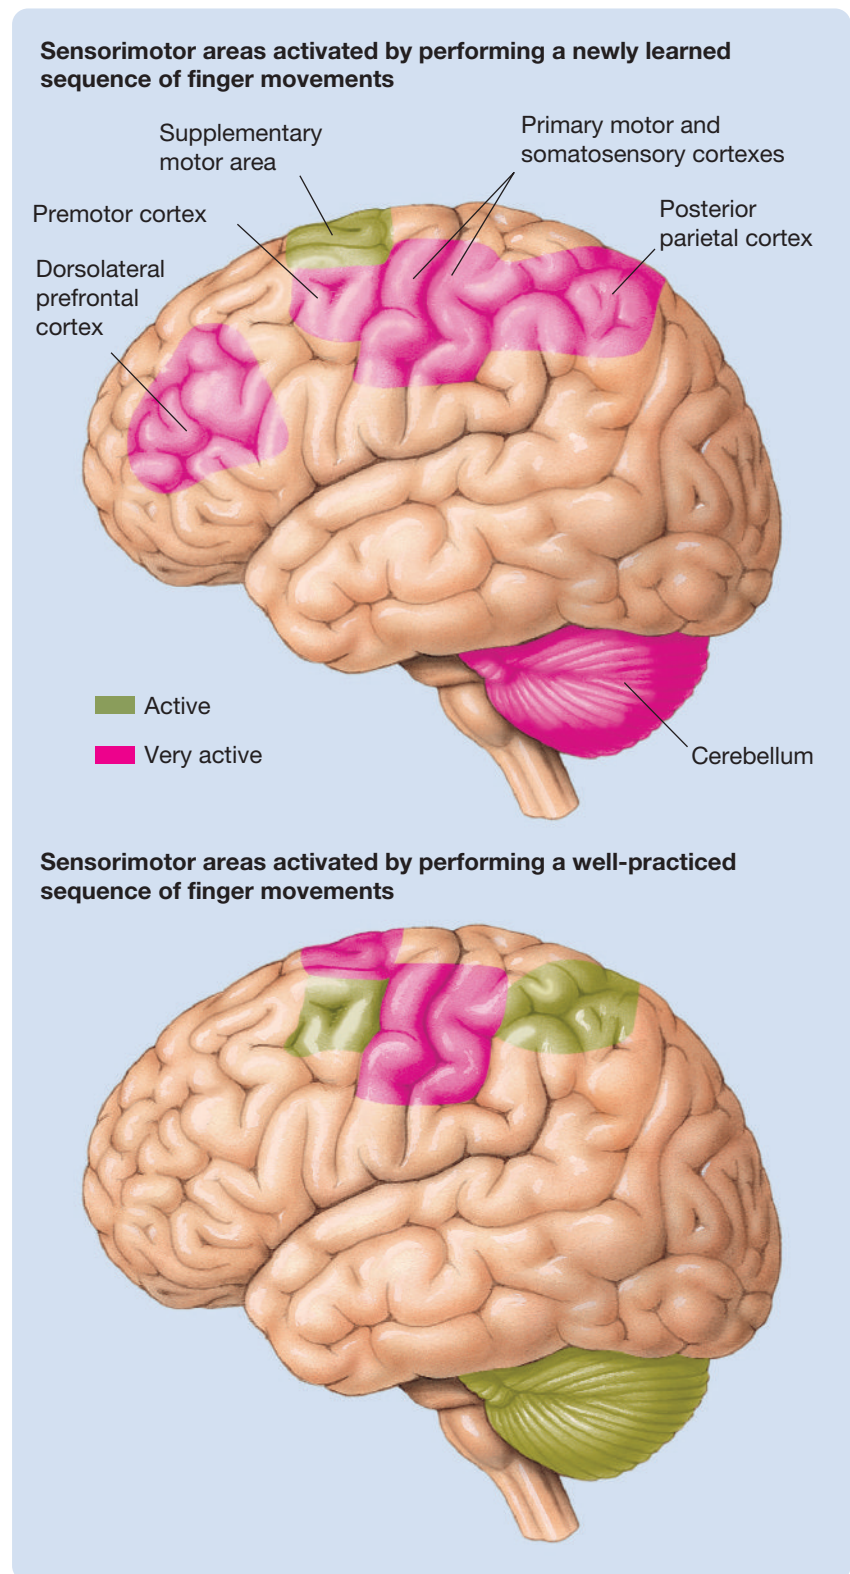 Sensorimotor areas activated by performing a newly learned
sequence of finger movements
Supplementary
motor area
Primary motor and
somatosensory cortexes
Premotor cortex
Posterior
parietal cortex
Dorsolateral
prefrontal
cortex
Active
Very active
Cerebellum
Sensorimotor areas activated by performing a well-practiced
sequence of finger movements